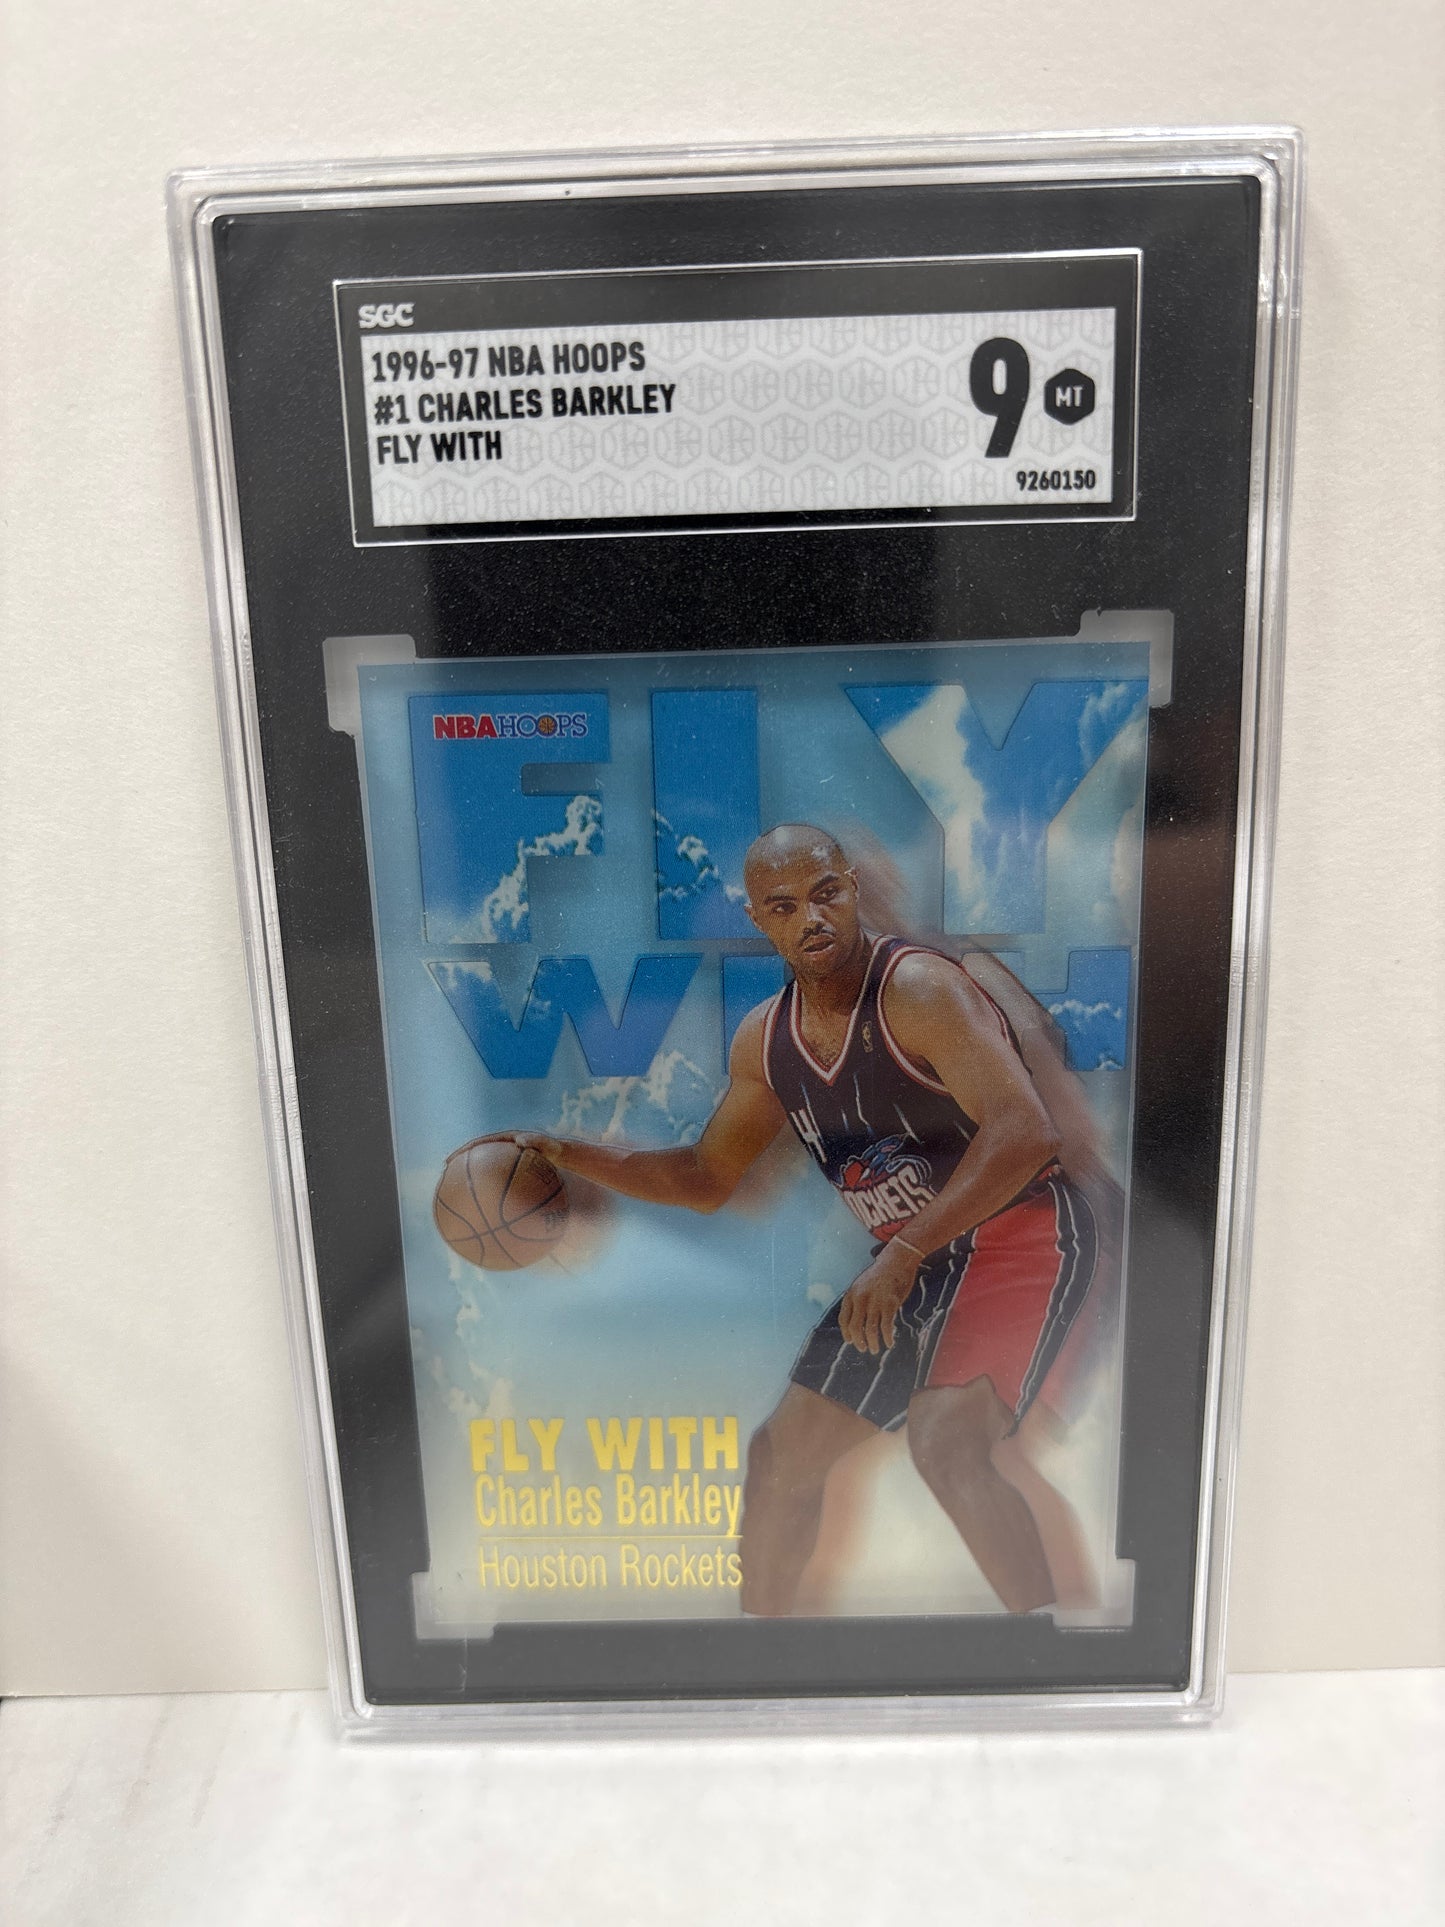 SGC
1996-97 NBA HOOPS
#1 CHARLES BARKLEY
FLY WITH
9 MT
9260150
NBA HOOPS
FLY
WITH
ROCKETS
FLY WITH
Charles Barkley
Houston Rockets